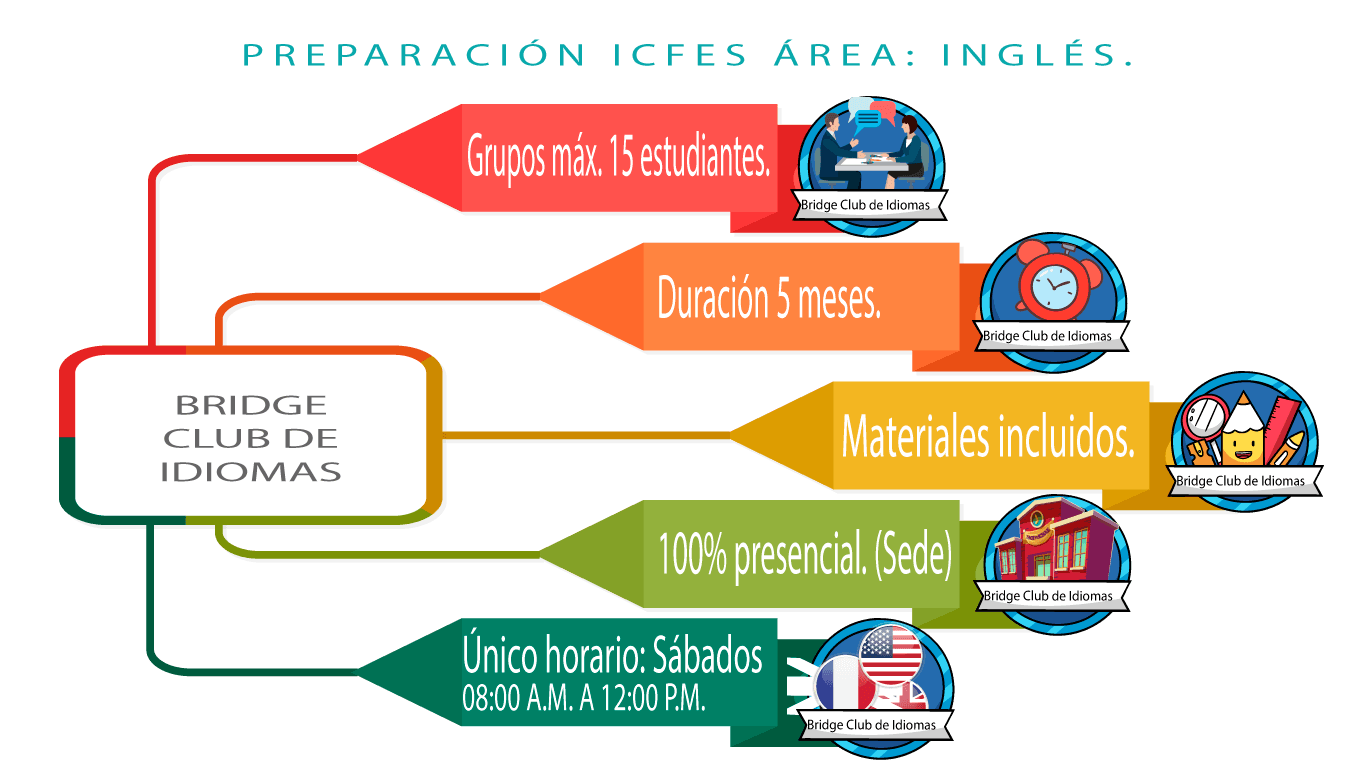 PREPARACIÓN ICFES ÁREA: INGLÉS.
Grupos máx. 15 estudiantes.
Bridge Club de Idiomas
Duración 5 meses.
Bridge Club de Idiomas
BRIDGE
CLUB DE
IDIOMAS
Materiales incluidos.
Bridge Club de Idiomas
100% presencial. (Sede)
Bridge Club de Idiomas
Único horario: Sábados
08:00 A.M. A 12:00 P.M.
Bridge Club de Idiomas